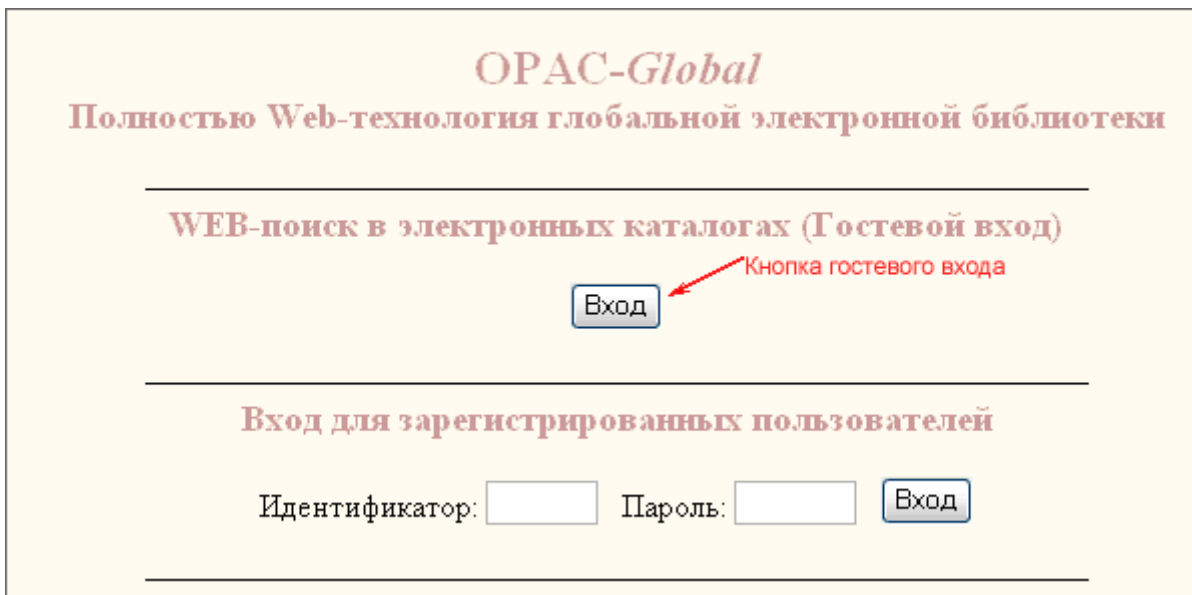 OPAC-Global
Полностью Web-технология глобальной электронной библиотеки
WEB-поиск в электронных каталогах (Гостевой вход)
Кнопка гостевого входа
Вход
Вход для зарегистрированных пользователей
Идентификатор: Пароль: Вход